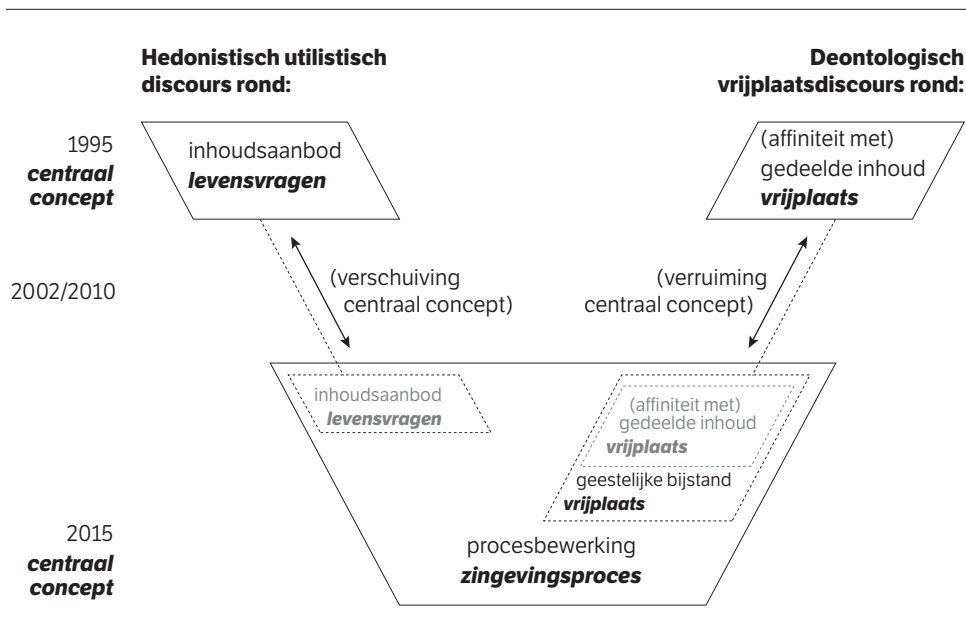 Hedonistisch utilistisch
discours rond:
Deontologisch
vrijplaatsdiscours rond:
1995
centraal
concept
inhoudsaanbod
levensvragen
(affiniteit met)
gedeelde inhoud
vrijplaats
2002/2010
(verschuiving
centraal concept)
(verruiming
centraal concept)
inhoudsaanbod
levensvragen
(affiniteit met)
gedeelde inhoud
vrijplaats
geestelijke bijstand
vrijplaats
2015
centraal
concept
procesbewerking
zingevingsproces